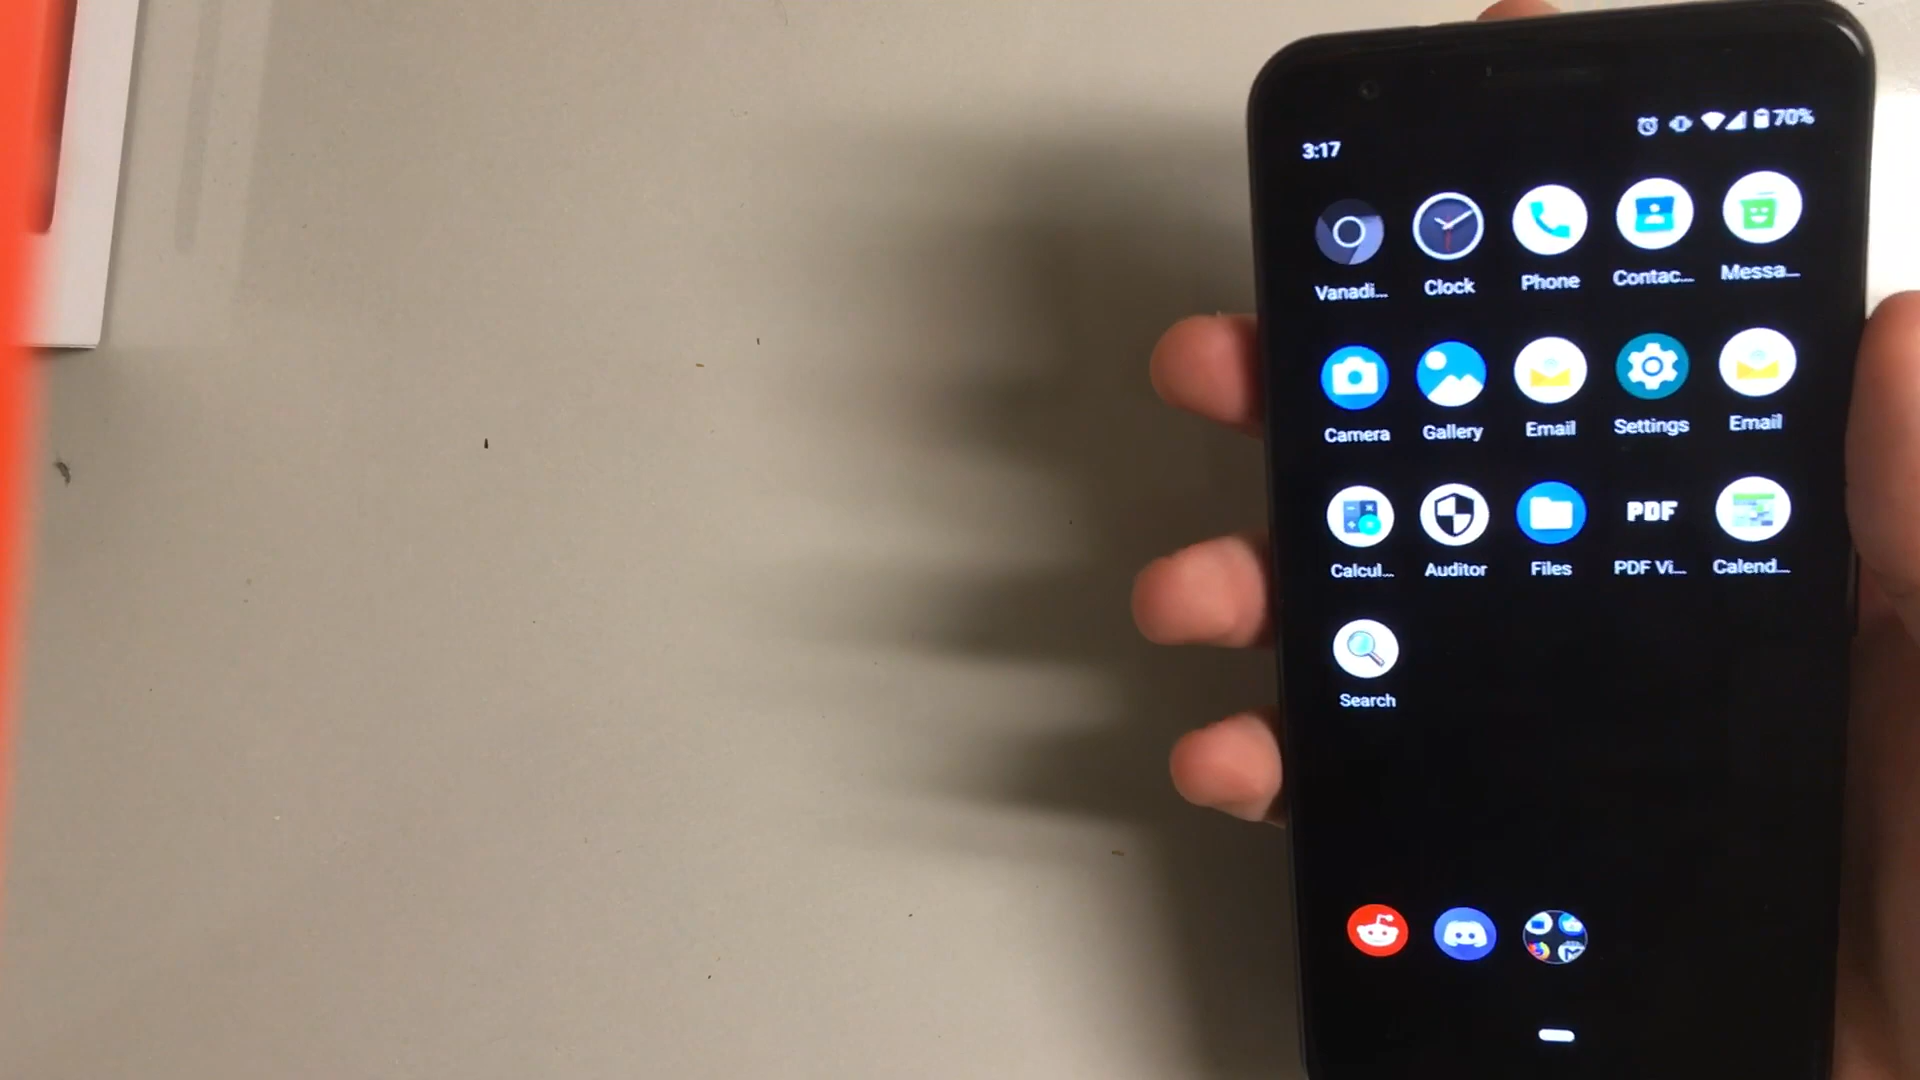 3:17 70%
Vanadi... Clock Phone Contac... Messa...
Camera Gallery Email Settings Email
PDF
Calcul... Auditor Files PDF Vi... Calend...
Search